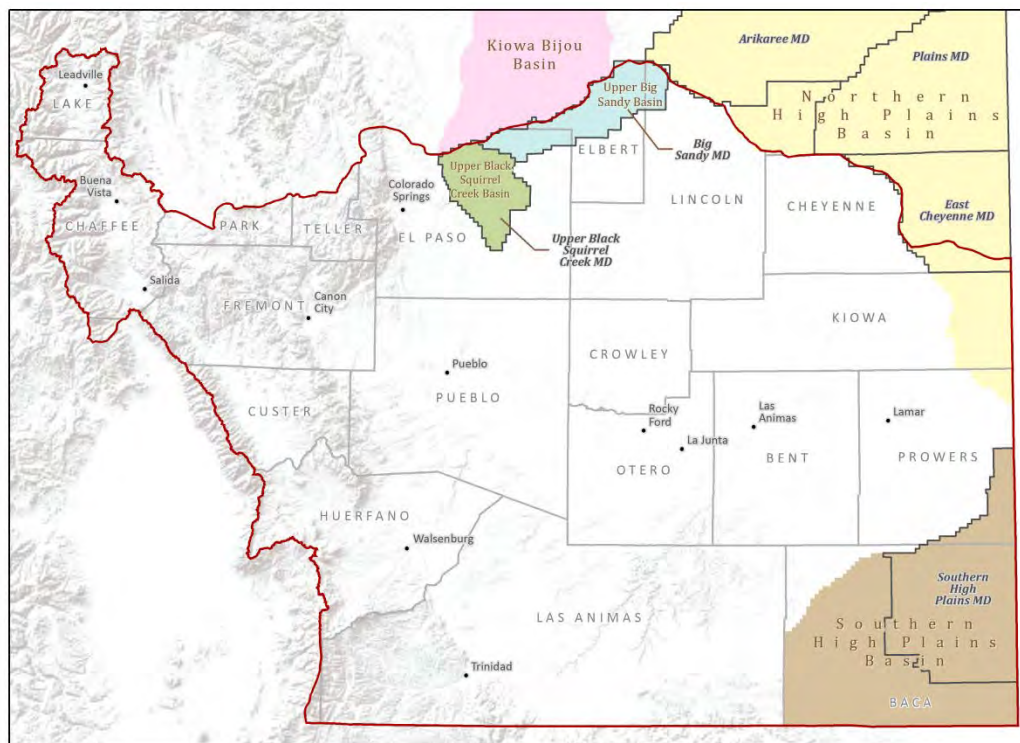 Kiowa Bijou
Basin
Arikaree MD
Plains MD
Northern
High Plains
Basin
Leadville
LAKE
Upper Big
Sandy Basin
Big
Sandy MD
ELBERT
Upper Black
Squirrel
Creek Basin
Buena
Vista
CHAFFEE
Colorado
Springs
PARK
TELLER
EL PASO
LINCOLN
CHEYENNE
East
Cheyenne MD
Upper Black
Squirrel
Creek MD
Salida
FREMONT
Canon
City
KIOWA
CROWLEY
Pueblo
PUEBLO
CUSTER
Rocky
Ford
La Junta
Las
Animas
Lamar
OTERO
BENT
PROWERS
HUERFANO
Walsenburg
Southern
High
Plains MD
LAS ANIMAS
Southern
High Plains
Basin
Trinidad
BACA